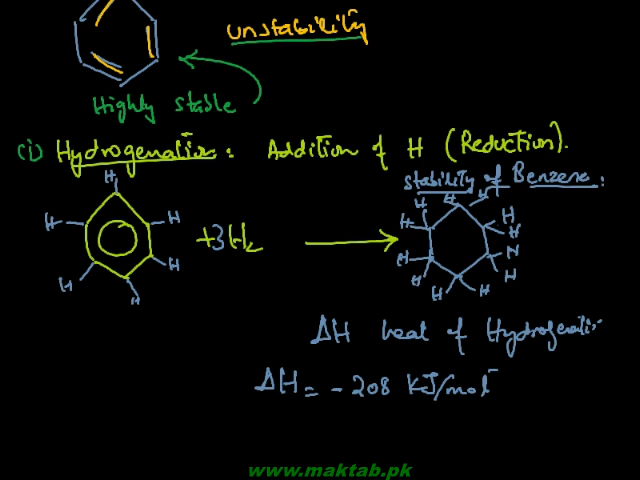 unstability
Highly stable
(i) Hydrogenation: Addition of H (Reduction).
stability of Benzene:
H
H H H
H H H H
H H
+3H2
H H H H
H H H H
H H
ΔH heat of Hydrogenati
ΔH = - 208 KJ/mol
www.maktab.pk